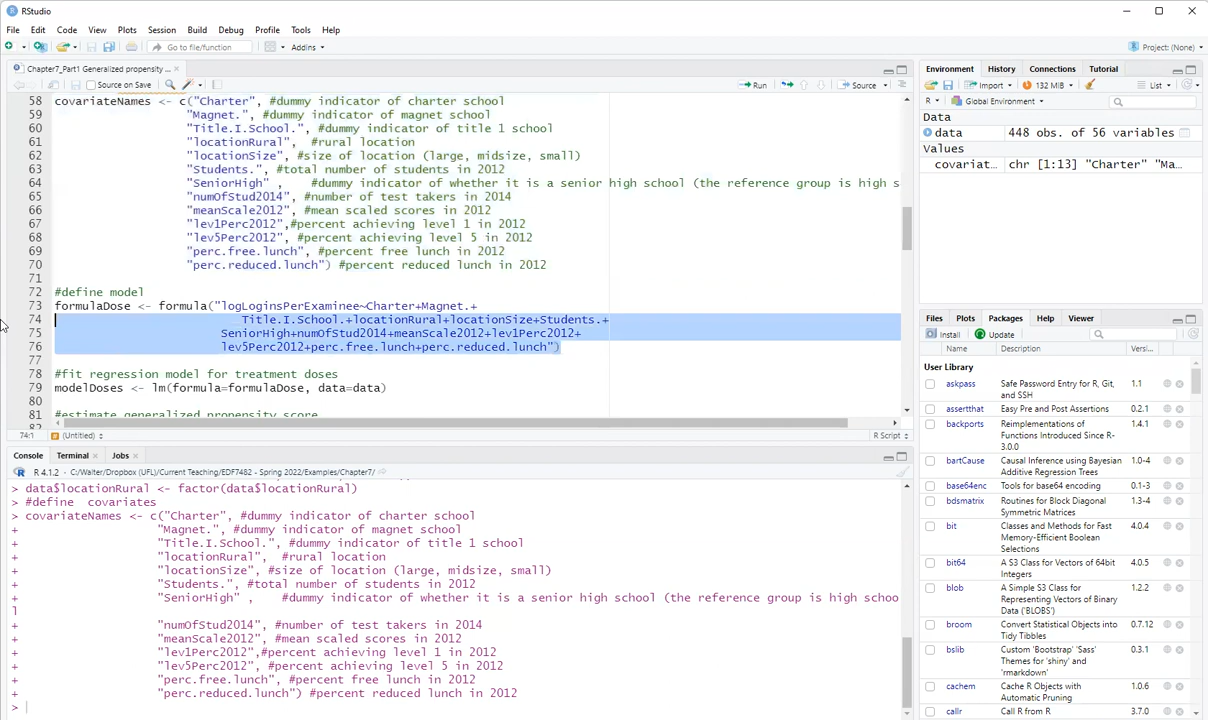 RStudio
File Edit Code View Plots Session Build Debug Profile Tools Help
Go to file/function Addins Project: (None)
Chapter7_Part1 Generalized propensity ...
Source on Save Run Source
58 covariateNames <- c("Charter", #dummy indicator of charter school
59 "Magnet.", #dummy indicator of magnet school
60 "Title.I.School.", #dummy indicator of title 1 school
61 "locationRural", #rural location
62 "locationSize", #size of location (large, midsize, small)
63 "Students.", #total number of students in 2012
64 "SeniorHigh" , #dummy indicator of whether it is a senior high school (the reference group is high s
65 "numOfStud2014", #number of test takers in 2014
66 "meanScale2012", #mean scaled scores in 2012
67 "lev1Perc2012",#percent achieving level 1 in 2012
68 "lev5Perc2012", #percent achieving level 5 in 2012
69 "perc.free.lunch", #percent free lunch in 2012
70 "perc.reduced.lunch") #percent reduced lunch in 2012
71
72 #define model
73 formulaDose <- formula("logLoginsPerExaminee~Charter+Magnet.+
74 Title.I.School.+locationRural+locationSize+Students.+
75 SeniorHigh+numOfStud2014+meanScale2012+lev1Perc2012+
76 lev5Perc2012+perc.free.lunch+perc.reduced.lunch")
77
78 #fit regression model for treatment doses
79 modelDoses <- lm(formula=formulaDose, data=data)
80
81 #estimate generalized propensity score
82
74:1 (Untitled) R Script
Console Terminal Jobs
R 4.1.2 · C:/Walter/Dropbox (UFL)/Current Teaching/EDF7482 - Spring 2022/Examples/Chapter7/
> data$locationRural <- factor(data$locationRural)
> #define covariates
> covariateNames <- c("Charter", #dummy indicator of charter school
+ "Magnet.", #dummy indicator of magnet school
+ "Title.I.School.", #dummy indicator of title 1 school
+ "locationRural", #rural location
+ "locationSize", #size of location (large, midsize, small)
+ "Students.", #total number of students in 2012
+ "SeniorHigh" , #dummy indicator of whether it is a senior high school (the reference group is high schoo
l
+ "numOfStud2014", #number of test takers in 2014
+ "meanScale2012", #mean scaled scores in 2012
+ "lev1Perc2012",#percent achieving level 1 in 2012
+ "lev5Perc2012", #percent achieving level 5 in 2012
+ "perc.free.lunch", #percent free lunch in 2012
+ "perc.reduced.lunch") #percent reduced lunch in 2012
>
Environment History Connections Tutorial
Import 132 MiB List
R Global Environment
Data
data 448 obs. of 56 variables
Values
covariat... chr [1:13] "Charter" "Ma...
Files Plots Packages Help Viewer
Install Update
Name Description Versi...
User Library
askpass Safe Password Entry for R, Git, and SSH 1.1
assertthat Easy Pre and Post Assertions 0.2.1
backports Reimplementations of Functions Introduced Since R-3.0.0 1.4.1
bartCause Causal Inference using Bayesian Additive Regression Trees 1.0-4
base64enc Tools for base64 encoding 0.1-3
bdsmatrix Routines for Block Diagonal Symmetric Matrices 1.3-4
bit Classes and Methods for Fast Memory-Efficient Boolean Selections 4.0.4
bit64 A S3 Class for Vectors of 64bit Integers 4.0.5
blob A Simple S3 Class for Representing Vectors of Binary Data ('BLOBS') 1.2.2
broom Convert Statistical Objects into Tidy Tibbles 0.7.12
bslib Custom 'Bootstrap' 'Sass' Themes for 'shiny' and 'rmarkdown' 0.3.1
cachem Cache R Objects with Automatic Pruning 1.0.6
callr Call R from R 3.7.0